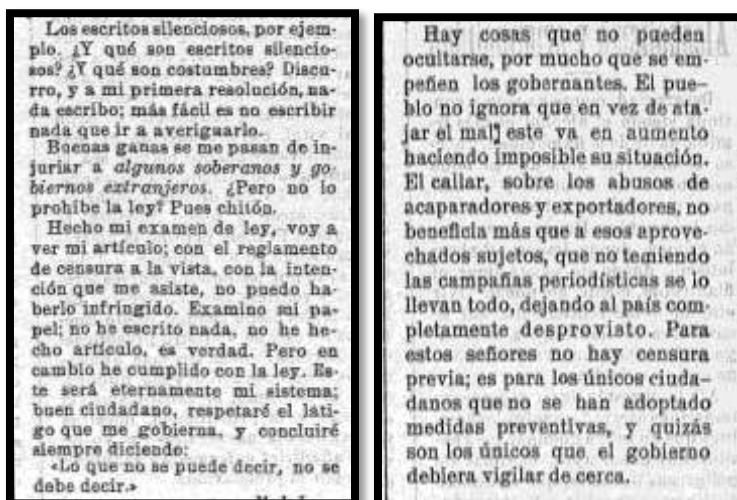 Los escritos silenciosos, por ejem-
plo. ¿Y qué son escritos silencio-
sos? ¿Y qué son costumbres? Discu-
rro, y a mi primera resolución, na-
da escribo; más fácil es no escribir
nada que ir a averiguarlo.
Buenas ganas se me pasan de in-
juriar a algunos soberanos y go
biernos extranjeros. ¿Pero no lo
prohibe la ley? Pues chitón.
Hecho mi examen de ley, voy a
ver mi artículo; con el reglamento
de censura a la vista, con la inten-
ción que me asiste, no puedo ha-
berlo infringido. Examino mi pa-
pel; no he escrito nada, no he he-
cho artículo, es verdad. Pero en
cambio he cumplido con la ley. Es-
te será eternamente mi sistema;
buen ciudadano, respetaré el láti-
go que me gobierna, y concluiré
siempre diciendo:
«Lo que no se puede decir, no se
debe decir.»
Hay cosas que no pueden
ocultarse, por mucho que se em-
peñen los gobernantes. El pue-
blo no ignora que en vez de ata-
jar el mal] este va en aumento
haciendo imposible su situación.
El callar, sobre los abusos de
acaparadores y exportadores, no
beneficia más que a esos aprove-
chados sujetos, que no temiendo
las campañas periodísticas se lo
llevan todo, dejando al país com-
pletamente desprovisto. Para
estos señores no hay censura
previa; es para los únicos ciuda-
danos que no se han adoptado
medidas preventivas, y quizás
son los únicos que el gobierno
debiera vigilar de cerca.